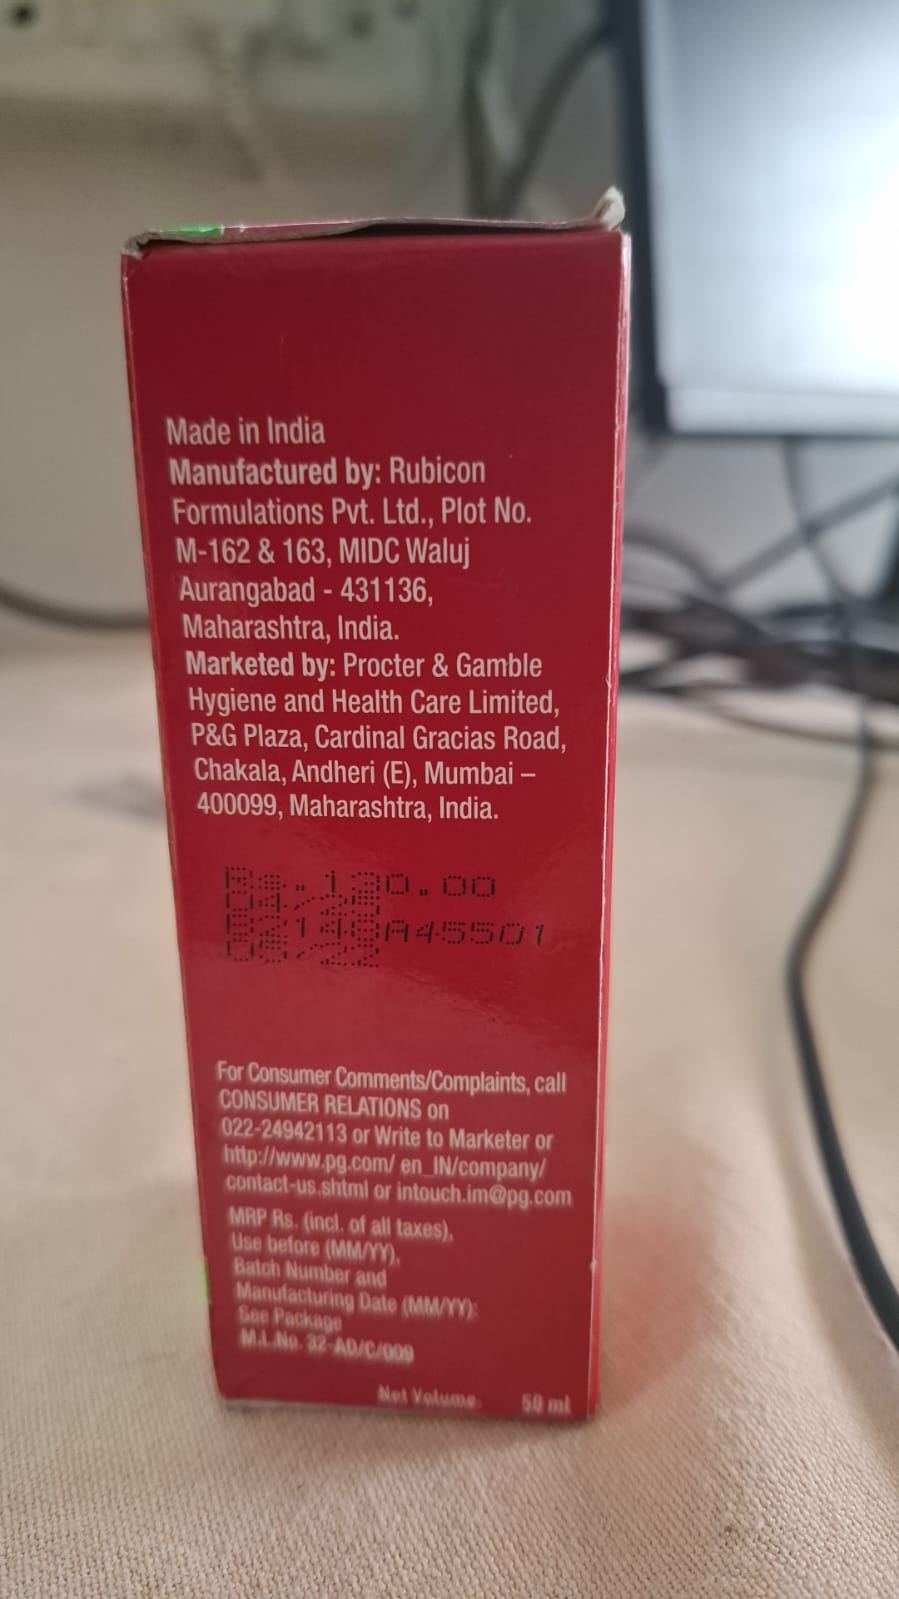 Made in India
Manufactured by: Rubicon
Formulations Pvt. Ltd., Plot No.
M-162 & 163, MIDC Waluj
Aurangabad - 431136,
Maharashtra, India.
Marketed by: Procter & Gamble
Hygiene and Health Care Limited,
P&G Plaza, Cardinal Gracias Road,
Chakala, Andheri (E), Mumbai –
400099, Maharashtra, India.
For Consumer Comments/Complaints, call
CONSUMER RELATIONS on
022-24942113 or Write to Marketer or
http://www.pg.com/ en_IN/company/
contact-us.shtml or intouch.im@pg.com
MRP Rs. (incl. of all taxes),
Use before (MM/YY),
Batch Number and
Manufacturing Date (MM/YY):
See Package
M.L.No. 32-AD/C/009
Net Volume: 50 ml